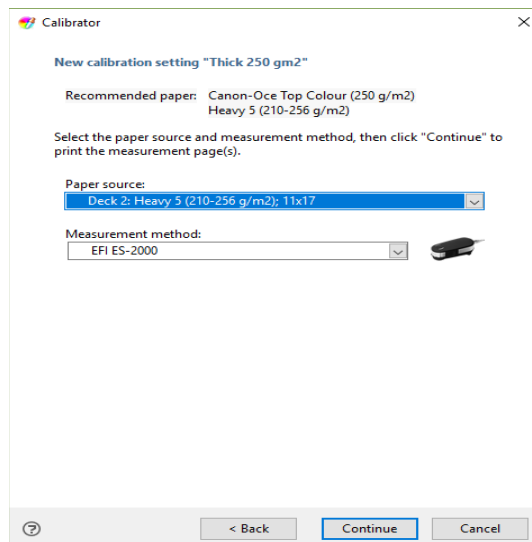 Calibrator
New calibration setting "Thick 250 gm2"
Recommended paper: Canon-Oce Top Colour (250 g/m2)
Heavy 5 (210-256 g/m2)
Select the paper source and measurement method, then click "Continue" to
print the measurement page(s).
Paper source:
Deck 2: Heavy 5 (210-256 g/m2); 11x17
Measurement method:
EFI ES-2000
? < Back Continue Cancel